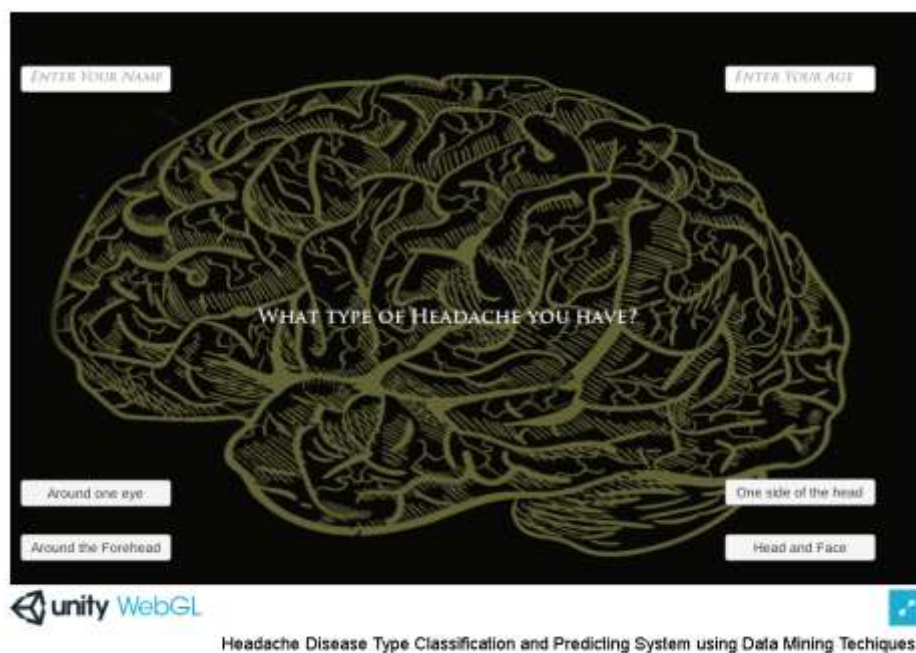 ENTER YOUR NAME
ENTER YOUR AGE
WHAT TYPE OF HEADACHE YOU HAVE?
Around one eye
One side of the head
Around the Forehead
Head and Face
unity WebGL
Headache Disease Type Classification and Predicting System using Data Mining Techiques